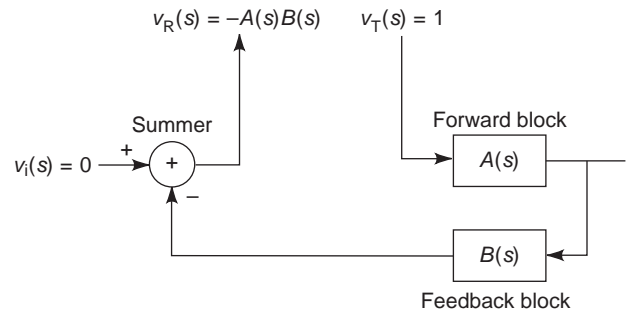 v_R(s) = –A(s)B(s)
v_T(s) = 1
Summer
Forward block
v_i(s) = 0
+
+
A(s)
–
B(s)
Feedback block